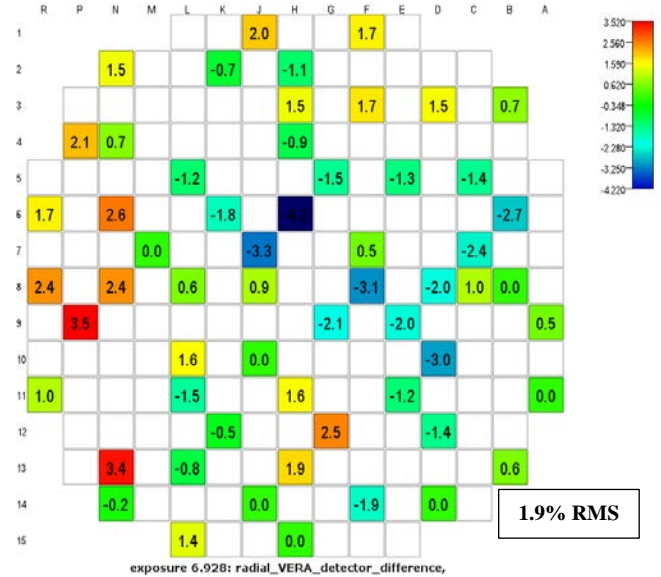 R P N M L K J H G F E D C B A
1 2.0 1.7
2 1.5 -0.7 -1.1
3 1.5 1.7 1.5 0.7
4 2.1 0.7 -0.9
5 -1.2 -1.5 -1.3 -1.4
6 1.7 2.6 -1.8 -2.7
7 0.0 -3.3 0.5 -2.4
8 2.4 2.4 0.6 0.9 -3.1 -2.0 1.0 0.0
9 3.5 -2.1 -2.0 0.5
10 1.6 0.0 -3.0
11 1.0 -1.5 1.6 -1.2 0.0
12 -0.5 2.5 -1.4
13 3.4 -0.8 1.9 0.6
14 -0.2 0.0 -1.9 0.0
15 1.4 0.0
3.520
2.560
1.590
0.620
-0.348
-1.320
-2.280
-3.250
-4.220
1.9% RMS
exposure 6.928: radial_VERA_detector_difference,